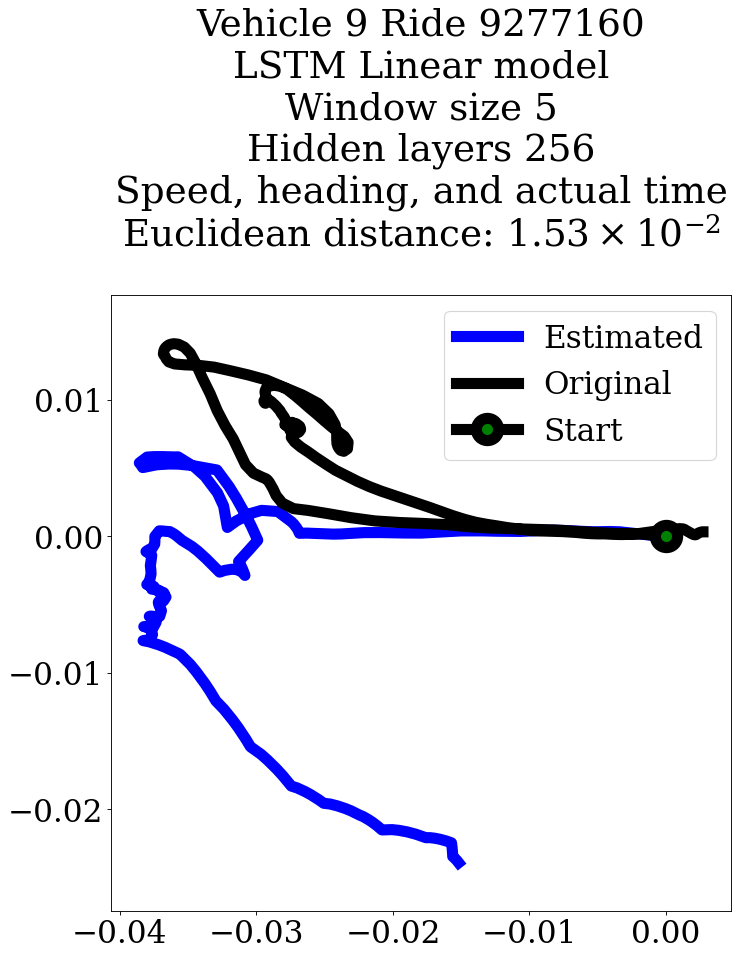 Vehicle 9 Ride 9277160
LSTM Linear model
Window size 5
Hidden layers 256
Speed, heading, and actual time
Euclidean distance: 1.53 × 10⁻²
Estimated
Original
Start
0.01
0.00
−0.01
−0.02
−0.04 −0.03 −0.02 −0.01 0.00